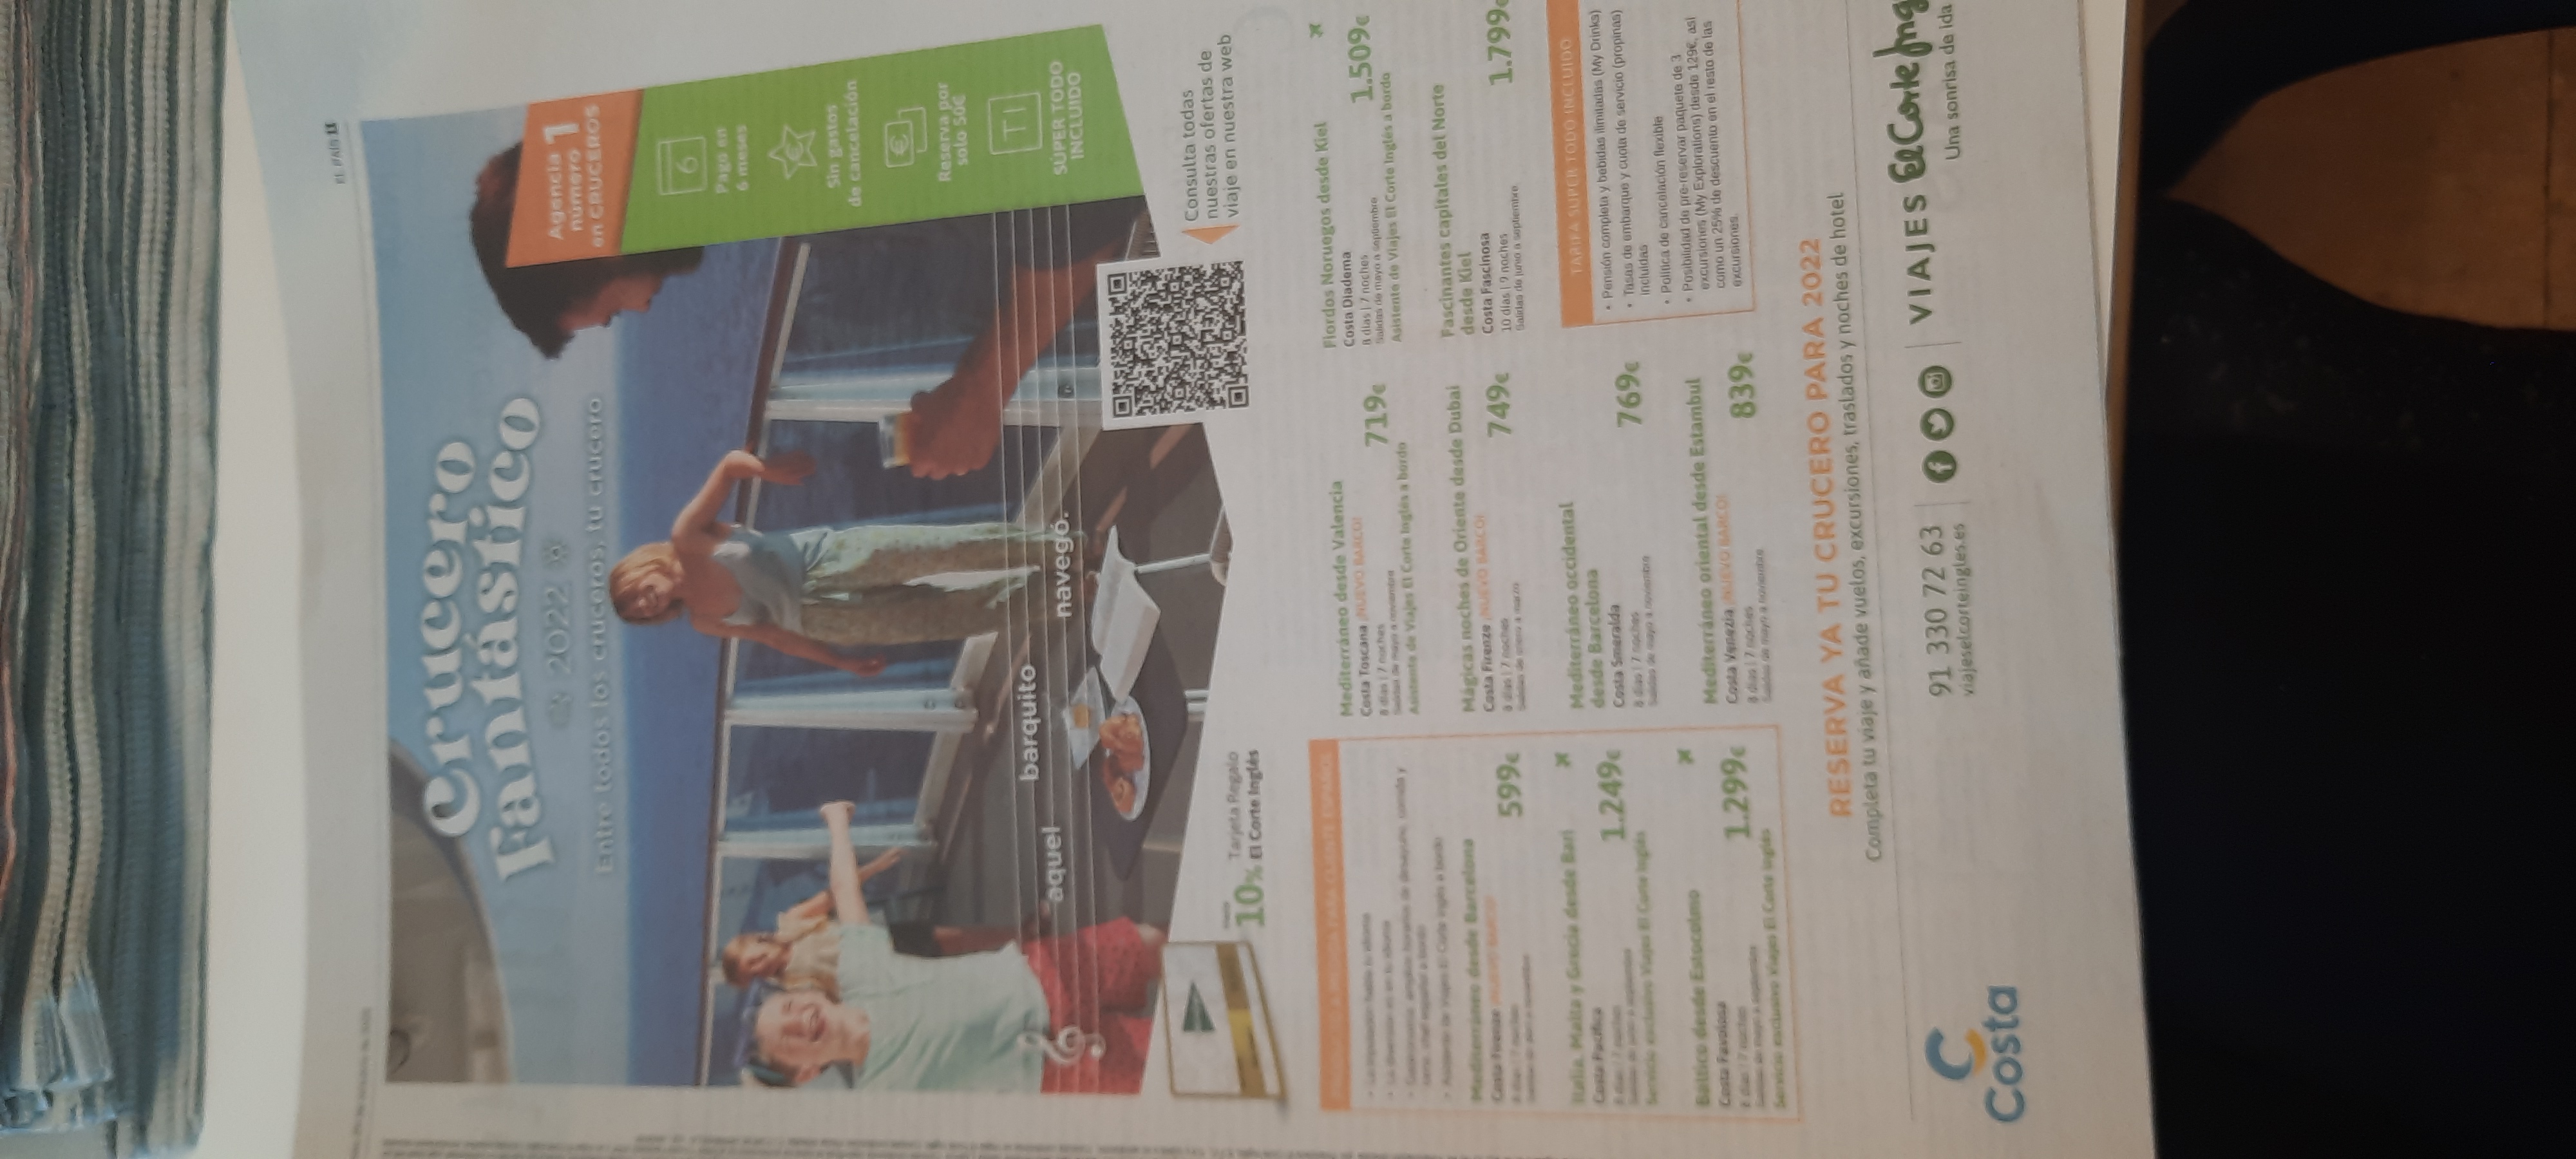 EL PAÍS 11
Crucero
Fantástico
2022
Entre todos los cruceros, tu crucero
Agencia
número 1
en CRUCEROS
6
Pago en
6 meses
€
Sin gastos
de cancelación
€
Reserva por
solo 50€
TI
SÚPER TODO
INCLUIDO
aquel barquito navegó.
Consulta todas
nuestras ofertas de
viaje en nuestra web
10% Tarjeta Regalo
El Corte Inglés
Mediterráneo desde Barcelona
Costa Firenze ¡NUEVO BARCO!
8 días | 7 noches
599€
Italia, Malta y Grecia desde Bari
Costa Pacifica
8 días | 7 noches
1.249€
Servicio exclusivo Viajes El Corte Inglés
Báltico desde Estocolmo
Costa Favolosa
8 días | 7 noches
Salidas de mayo a septiembre
1.299€
Servicio exclusivo Viajes El Corte Inglés
Mediterráneo desde Valencia
Costa Toscana ¡NUEVO BARCO!
8 días | 7 noches
Salidas de mayo a noviembre
719€
Asistente de Viajes El Corte Inglés a bordo
Mágicas noches de Oriente desde Dubai
Costa Firenze ¡NUEVO BARCO!
8 días | 7 noches
Salidas de enero a marzo
749€
Mediterráneo occidental
desde Barcelona
Costa Smeralda
8 días | 7 noches
Salidas de mayo a noviembre
769€
Mediterráneo oriental desde Estambul
Costa Venezia ¡NUEVO BARCO!
8 días | 7 noches
Salidas de mayo a noviembre
839€
Fiordos Noruegos desde Kiel
Costa Diadema
8 días | 7 noches
Salidas de mayo a septiembre
1.509€
Asistente de Viajes El Corte Inglés a bordo
Fascinantes capitales del Norte
desde Kiel
Costa Fascinosa
10 días | 9 noches
Salidas de junio a septiembre
1.799€
TARIFA SUPER TODO INCLUIDO
• Pensión completa y bebidas ilimitadas (My Drinks)
• Tasas de embarque y cuota de servicio (propinas)
incluidas
• Política de cancelación flexible
• Posibilidad de pre-reservar paquete de 3
excursiones (My Explorations) desde 129€, así
como un 25% de descuento en el resto de las
excursiones.
RESERVA YA TU CRUCERO PARA 2022
Completa tu viaje y añade vuelos, excursiones, traslados y noches de hotel
Costa
91 330 72 63
viajeselcorteingles.es
VIAJES El Corte Ing
Una sonrisa de ida